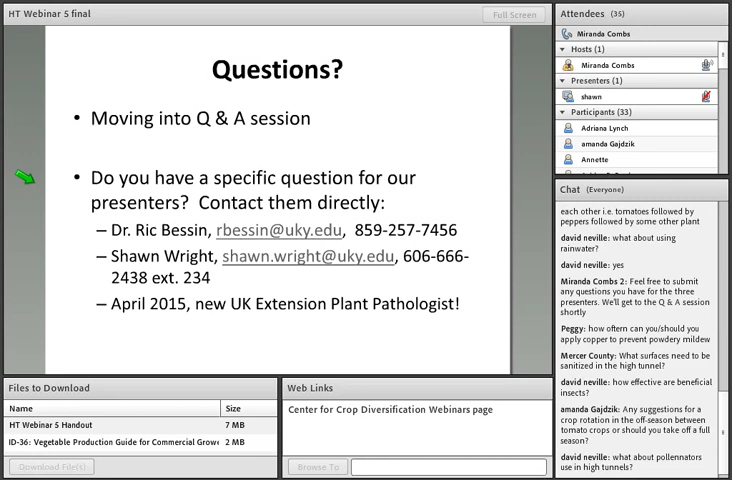 HT Webinar 5 final
Full Screen
Questions?
• Moving into Q & A session
• Do you have a specific question for our
presenters? Contact them directly:
– Dr. Ric Bessin, rbessin@uky.edu, 859-257-7456
– Shawn Wright, shawn.wright@uky.edu, 606-666-
2438 ext. 234
– April 2015, new UK Extension Plant Pathologist!
Files to Download
Name Size
HT Webinar 5 Handout 7 MB
ID-36: Vegetable Production Guide for Commercial Growe 2 MB
Download File(s)
Web Links
Center for Crop Diversification Webinars page
Browse To
Attendees (35)
Miranda Combs
Hosts (1)
Miranda Combs
Presenters (1)
shawn
Participants (33)
Adriana Lynch
amanda Gajdzik
Annette
Chat (Everyone)
each other i.e. tomatoes followed by
peppers followed by some other plant
david neville: what about using
rainwater?
david neville: yes
Miranda Combs 2: Feel free to submit
any questions you have for the three
presenters. We'll get to the Q & A session
shortly
Peggy: how oftern can you/should you
apply copper to prevent powdery mildew
Mercer County: What surfaces need to be
sanitized in the high tunnel?
david neville: how effective are beneficial
insects?
amanda Gajdzik: Any suggestions for a
crop rotation in the off-season between
tomato crops or should you take off a full
season?
david neville: what about pollennators
use in high tunnels?